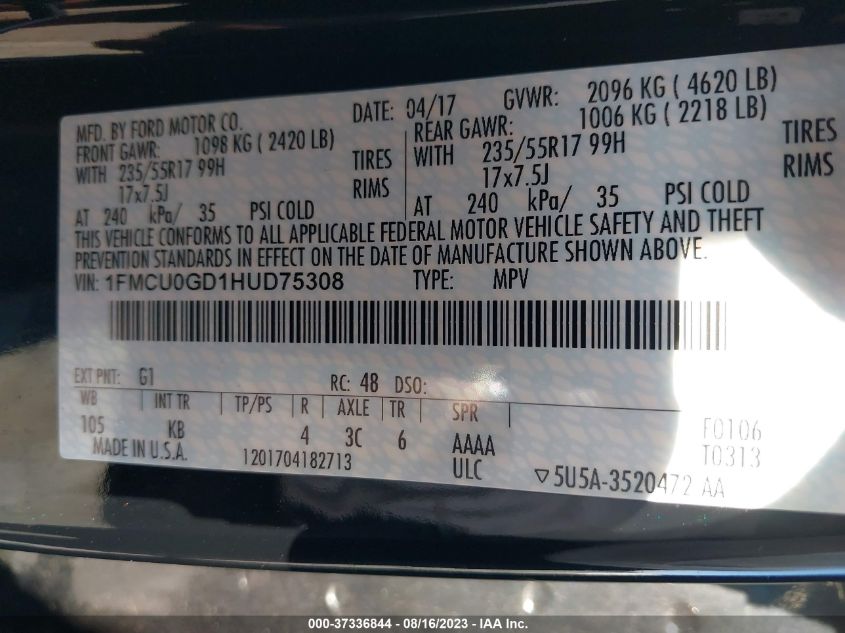 MFD. BY FORD MOTOR CO. DATE: 04/17 GVWR: 2096 KG ( 4620 LB)
FRONT GAWR: 1098 KG ( 2420 LB) REAR GAWR: 1006 KG ( 2218 LB)
WITH 235/55R17 99H TIRES WITH 235/55R17 99H TIRES
17x7.5J RIMS 17x7.5J RIMS
AT 240 kPa/ 35 PSI COLD AT 240 kPa/ 35 PSI COLD
THIS VEHICLE CONFORMS TO ALL APPLICABLE FEDERAL MOTOR VEHICLE SAFETY AND THEFT
PREVENTION STANDARDS IN EFFECT ON THE DATE OF MANUFACTURE SHOWN ABOVE.
VIN: 1FMCU0GD1HUD75308 TYPE: MPV
EXT PNT: G1 RC: 48 DSO:
WB INT TR TP/PS R AXLE TR SPR
105 KB 4 3C 6 AAAA F0106
MADE IN U.S.A. 1201704182713 ULC T0313
▽5U5A-3520472 AA
000-37336844 - 08/16/2023 - IAA Inc.